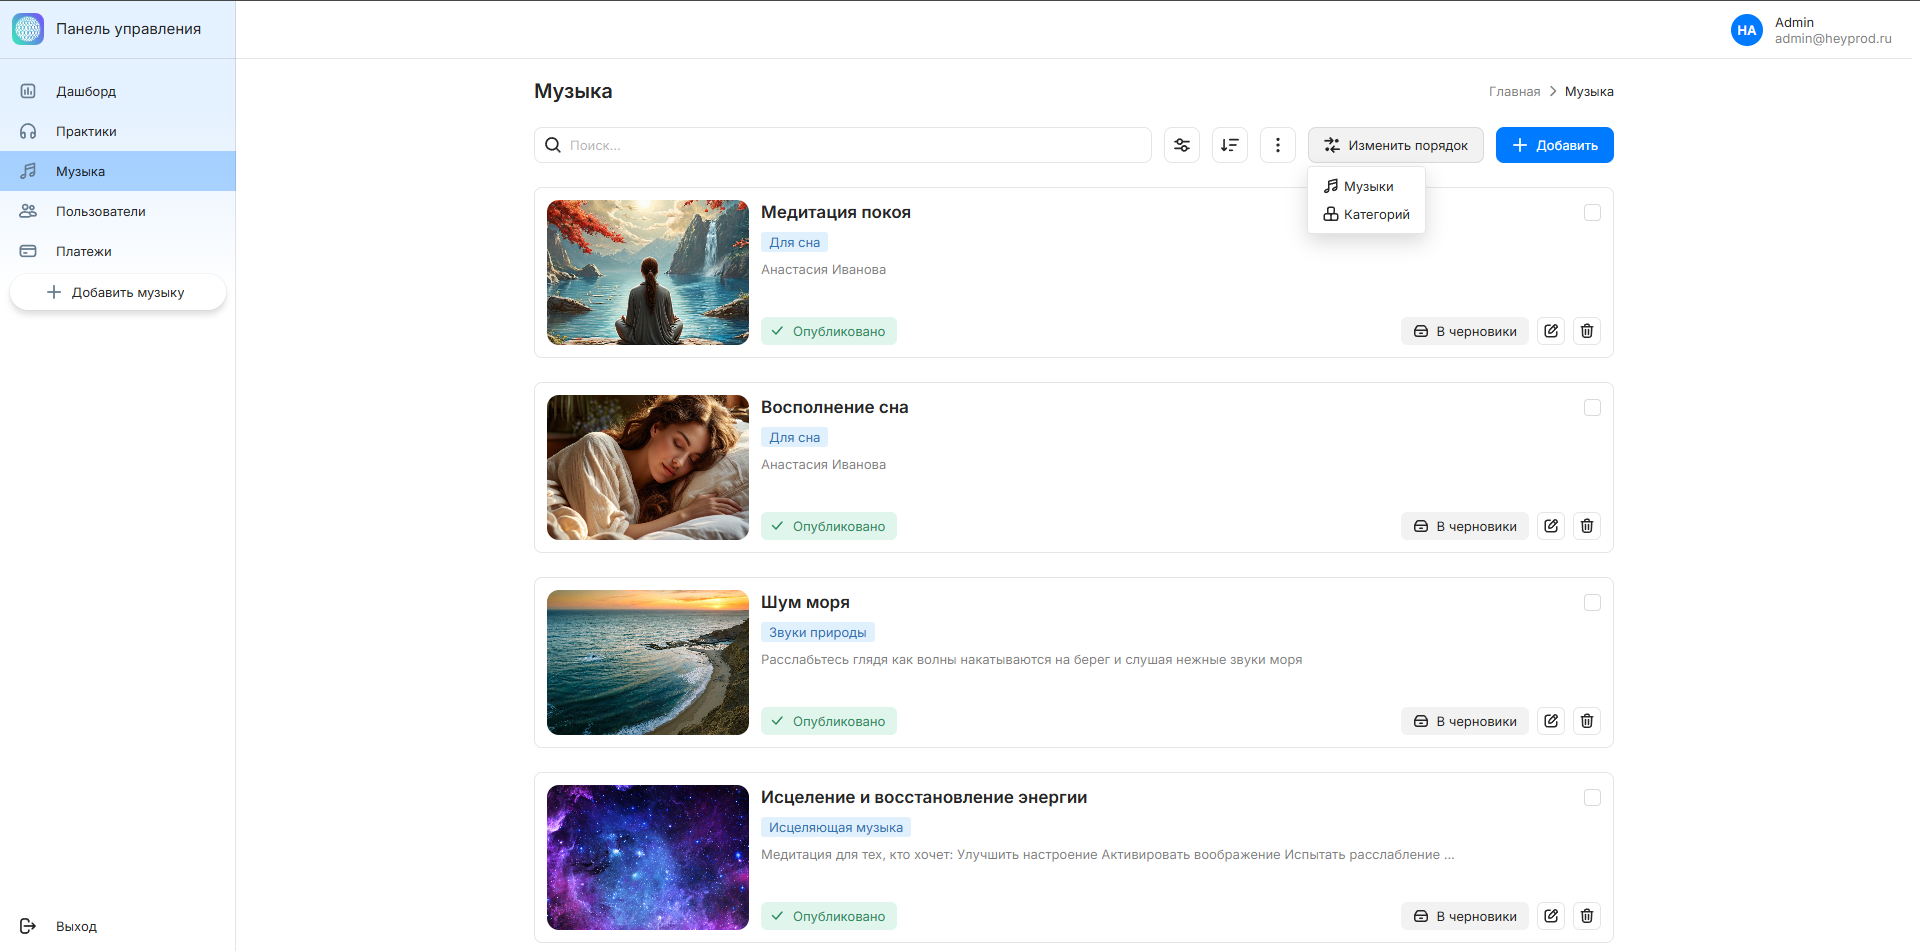 Панель управления
HA
Admin
admin@heyprod.ru
Дашборд
Практики
Музыка
Пользователи
Платежи
Добавить музыку
Выход
Музыка
Главная > Музыка
Поиск...
Изменить порядок
Добавить
Музыки
Категорий
Медитация покоя
Для сна
Анастасия Иванова
Опубликовано
В черновики
Восполнение сна
Для сна
Анастасия Иванова
Опубликовано
В черновики
Шум моря
Звуки природы
Расслабьтесь глядя как волны накатываются на берег и слушая нежные звуки моря
Опубликовано
В черновики
Исцеление и восстановление энергии
Исцеляющая музыка
Медитация для тех, кто хочет: Улучшить настроение Активировать воображение Испытать расслабление ...
Опубликовано
В черновики